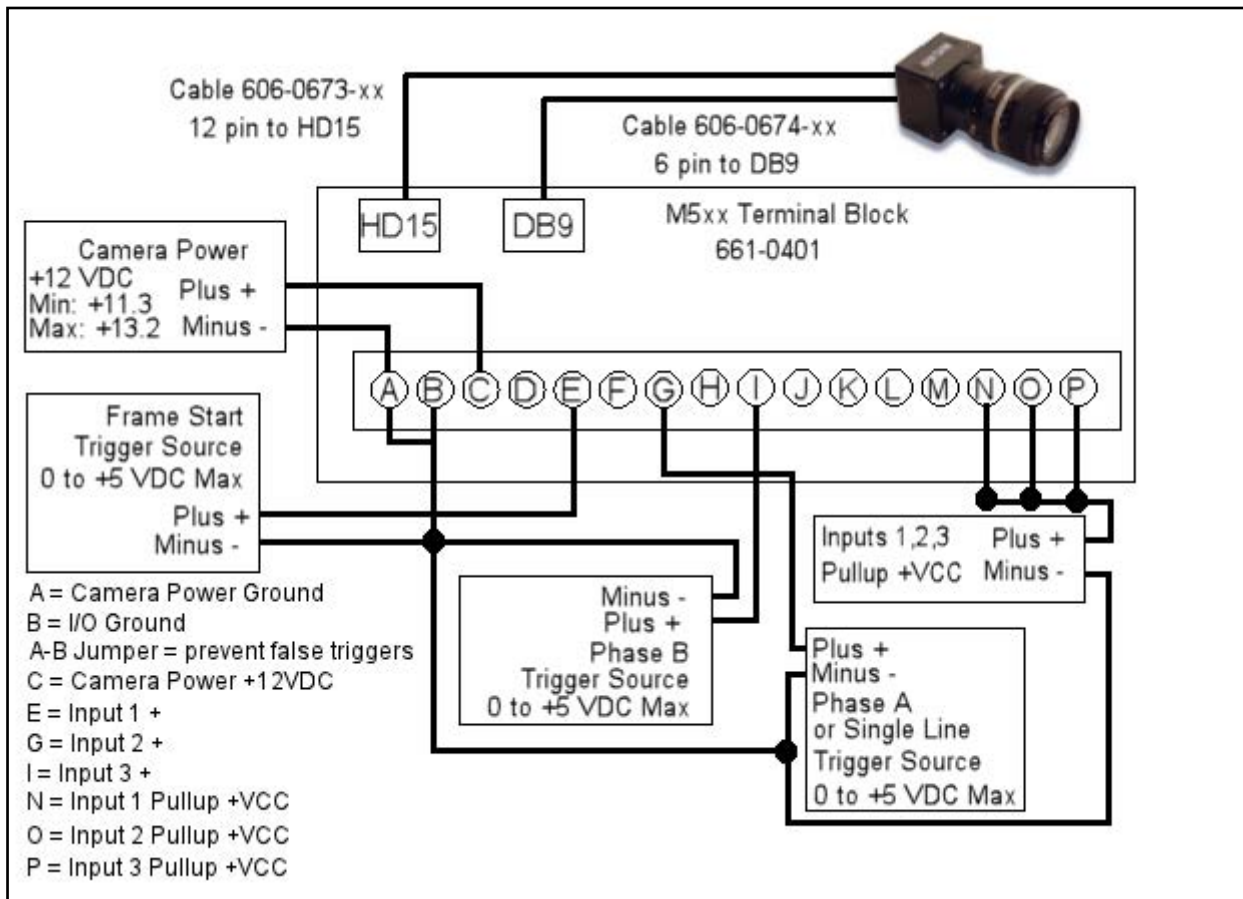 Cable 606-0673-xx
12 pin to HD15
Cable 606-0674-xx
6 pin to DB9
HD15
DB9
M5xx Terminal Block
661-0401
Camera Power
+12 VDC
Plus +
Min: +11.3
Max: +13.2
Minus -
A B C D E F G H I J K L M N O P
Frame Start
Trigger Source
0 to +5 VDC Max
Plus +
Minus -
Inputs 1,2,3
Plus +
Pullup +VCC
Minus -
Minus -
Plus +
Phase B
Trigger Source
0 to +5 VDC Max
Plus +
Minus -
Phase A
or Single Line
Trigger Source
0 to +5 VDC Max
A = Camera Power Ground
B = I/O Ground
A-B Jumper = prevent false triggers
C = Camera Power +12VDC
E = Input 1 +
G = Input 2 +
I = Input 3 +
N = Input 1 Pullup +VCC
O = Input 2 Pullup +VCC
P = Input 3 Pullup +VCC